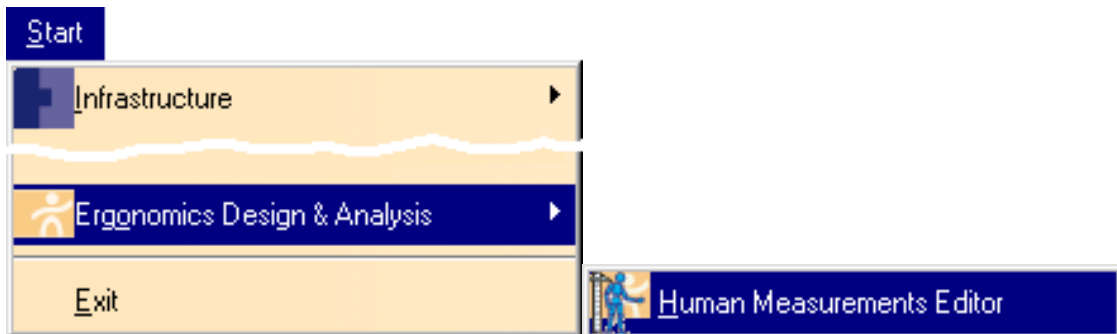 Start
Infrastructure
Ergonomics Design & Analysis
Exit
Human Measurements Editor